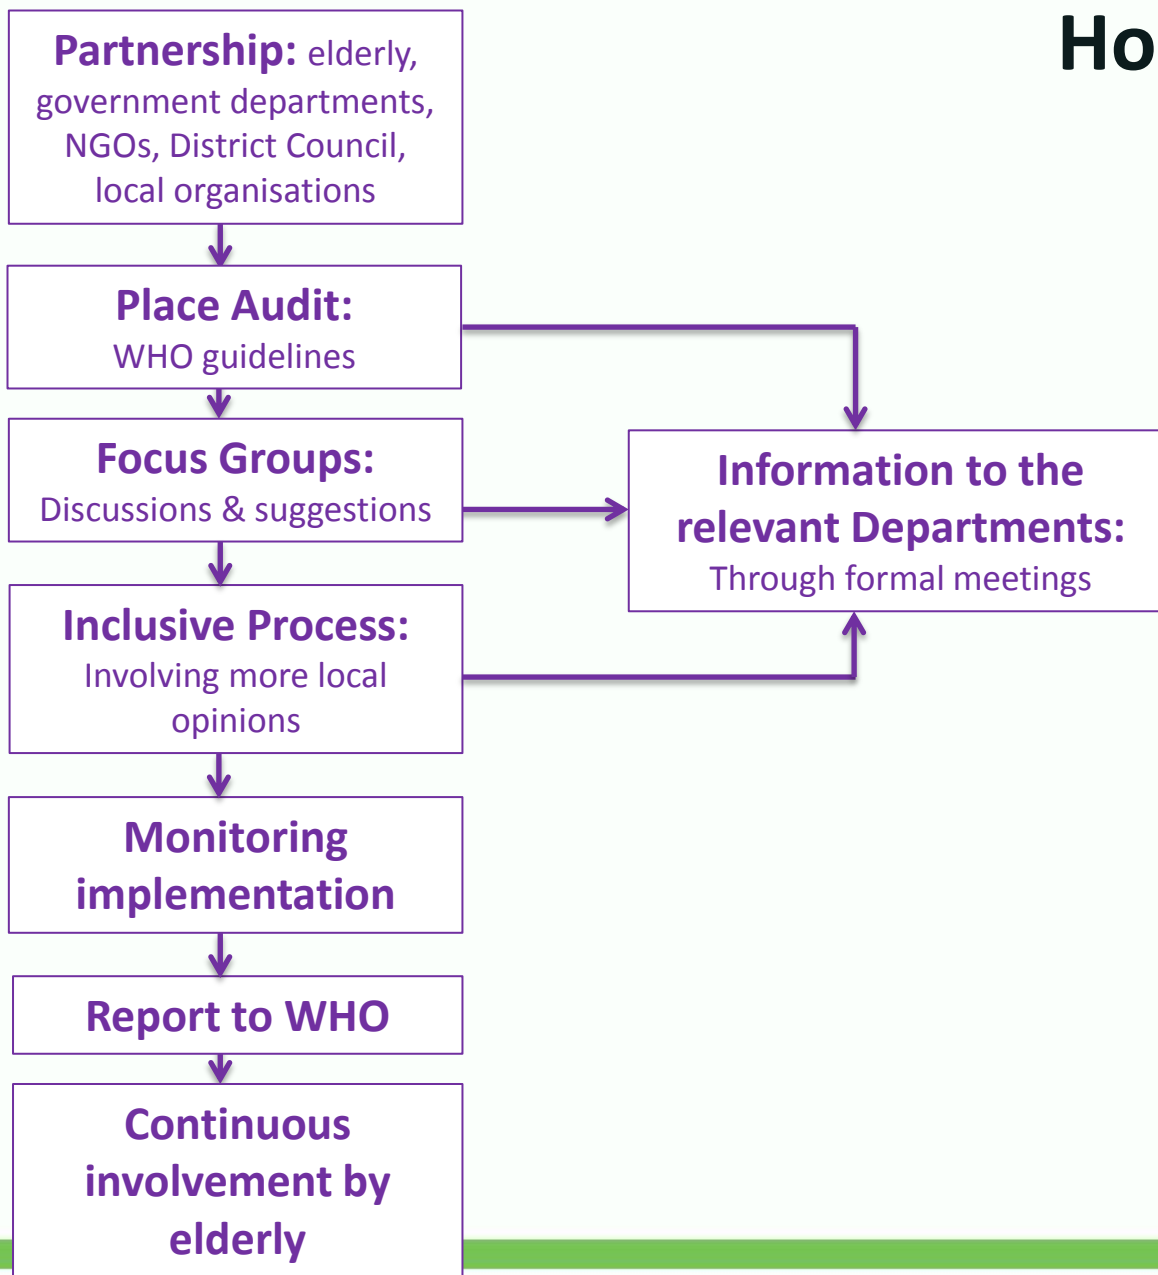 Ho
Partnership: elderly,
government departments,
NGOs, District Council,
local organisations
Place Audit:
WHO guidelines
Focus Groups:
Discussions & suggestions
Information to the
relevant Departments:
Through formal meetings
Inclusive Process:
Involving more local
opinions
Monitoring
implementation
Report to WHO
Continuous
involvement by
elderly